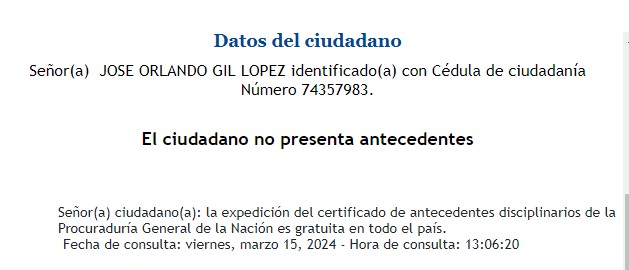 Datos del ciudadano
Señor(a) JOSE ORLANDO GIL LOPEZ identificado(a) con Cédula de ciudadanía
Número 74357983.
El ciudadano no presenta antecedentes
Señor(a) ciudadano(a): la expedición del certificado de antecedentes disciplinarios de la
Procuraduría General de la Nación es gratuita en todo el país.
Fecha de consulta: viernes, marzo 15, 2024 - Hora de consulta: 13:06:20